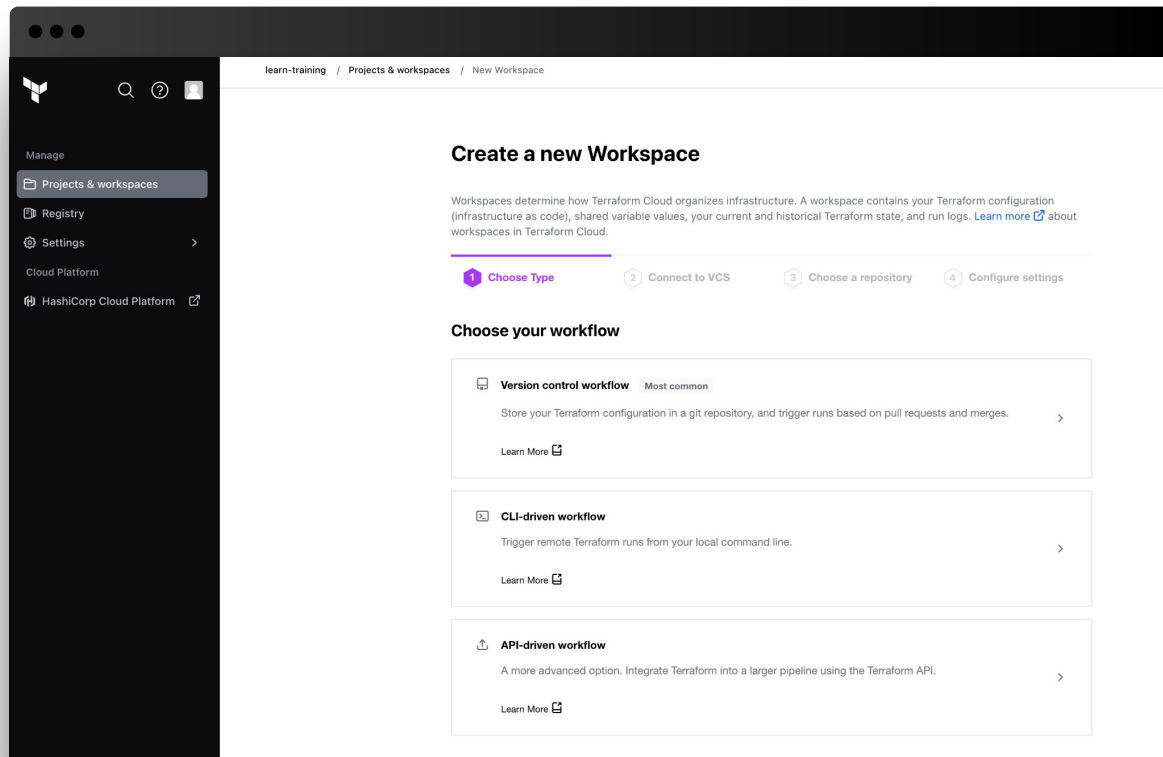 learn-training / Projects & workspaces / New Workspace
Manage
Projects & workspaces
Registry
Settings
Cloud Platform
HashiCorp Cloud Platform
Create a new Workspace
Workspaces determine how Terraform Cloud organizes infrastructure. A workspace contains your Terraform configuration
(infrastructure as code), shared variable values, your current and historical Terraform state, and run logs. Learn more about
workspaces in Terraform Cloud.
1 Choose Type 2 Connect to VCS 3 Choose a repository 4 Configure settings
Choose your workflow
Version control workflow Most common
Store your Terraform configuration in a git repository, and trigger runs based on pull requests and merges.
Learn More
CLI-driven workflow
Trigger remote Terraform runs from your local command line.
Learn More
API-driven workflow
A more advanced option. Integrate Terraform into a larger pipeline using the Terraform API.
Learn More